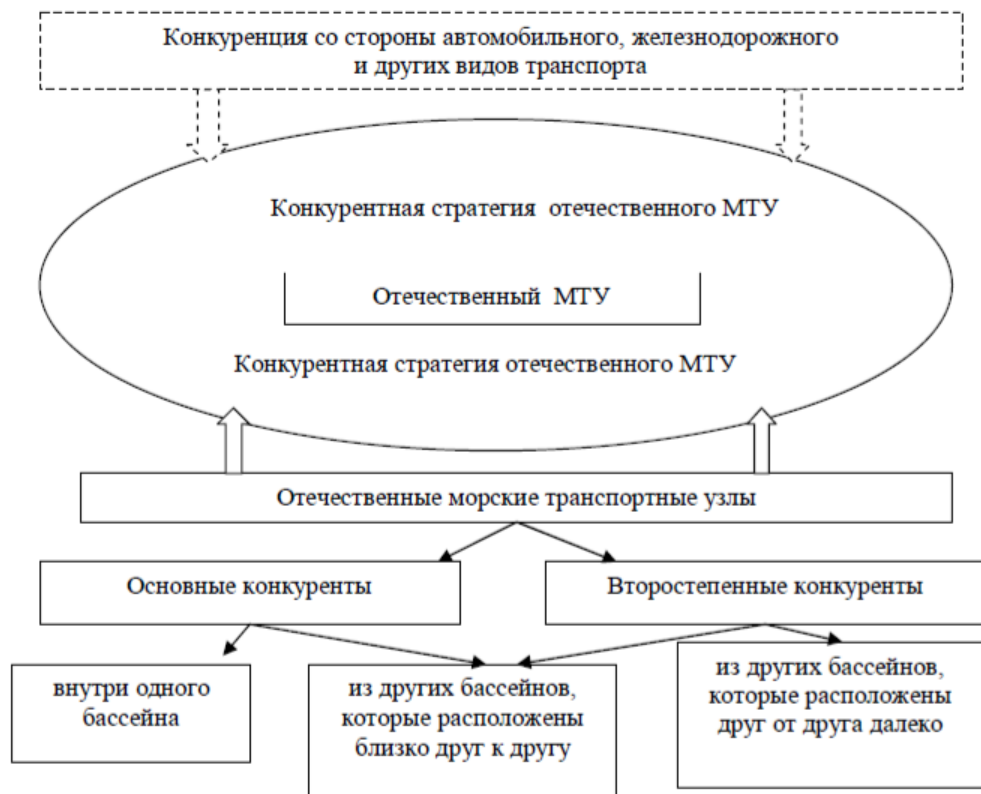 Конкуренция со стороны автомобильного, железнодорожного
и других видов транспорта
Конкурентная стратегия отечественного МТУ
Отечественный МТУ
Конкурентная стратегия отечественного МТУ
Отечественные морские транспортные узлы
Основные конкуренты
Второстепенные конкуренты
внутри одного
бассейна
из других бассейнов,
которые расположены
близко друг к другу
из других бассейнов,
которые расположены
друг от друга далеко